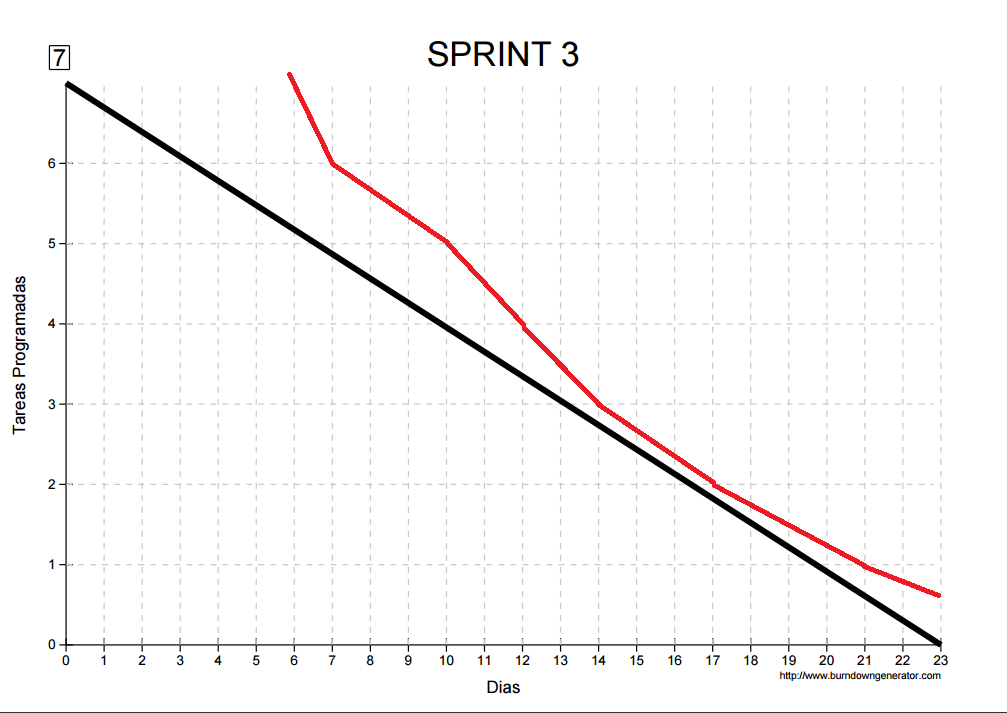 7
SPRINT 3
Tareas Programadas
6
5
4
3
2
1
0
0 1 2 3 4 5 6 7 8 9 10 11 12 13 14 15 16 17 18 19 20 21 22 23
http://www.burndowngenerator.com
Dias